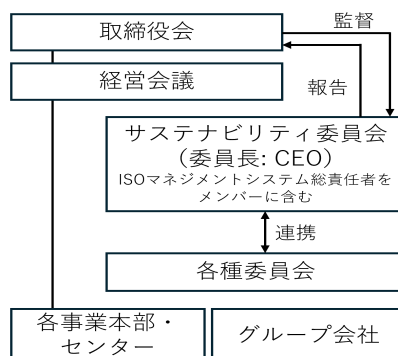 取締役会
監督
経営会議
報告
サステナビリティ委員会
（委員長: CEO）
ISOマネジメントシステム総責任者を
メンバーに含む
連携
各種委員会
各事業本部・
センター
グループ会社